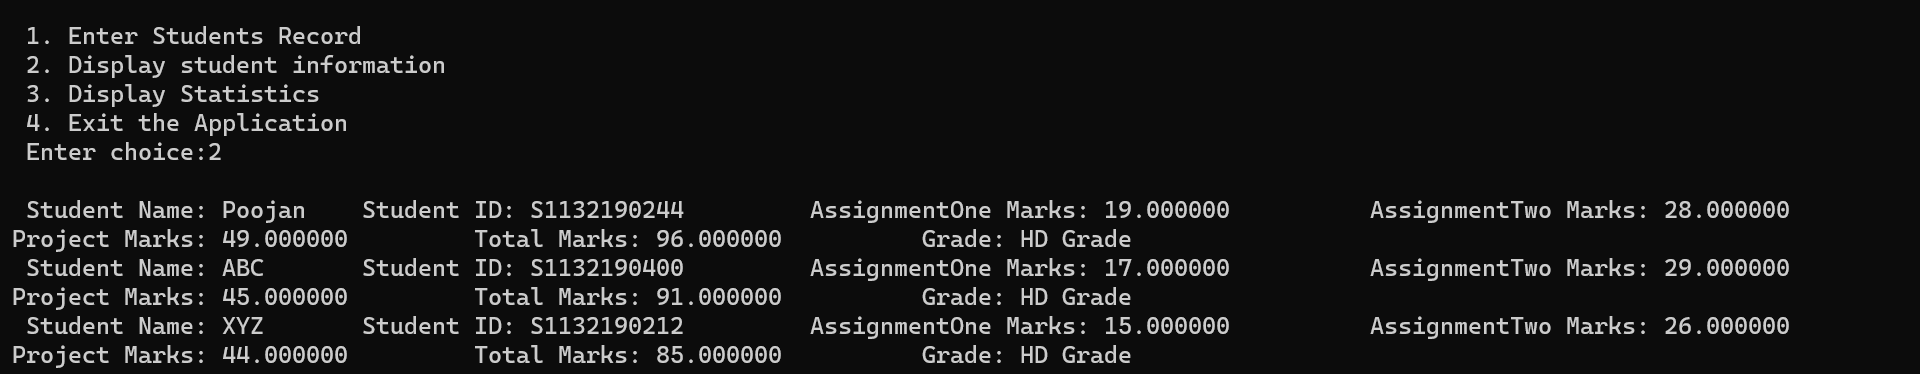 1. Enter Students Record
2. Display student information
3. Display Statistics
4. Exit the Application
Enter choice:2
Student Name: Poojan    Student ID: S1132190244         AssignmentOne Marks: 19.000000          AssignmentTwo Marks: 28.000000
Project Marks: 49.000000         Total Marks: 96.000000          Grade: HD Grade
Student Name: ABC       Student ID: S1132190400         AssignmentOne Marks: 17.000000          AssignmentTwo Marks: 29.000000
Project Marks: 45.000000         Total Marks: 91.000000          Grade: HD Grade
Student Name: XYZ       Student ID: S1132190212         AssignmentOne Marks: 15.000000          AssignmentTwo Marks: 26.000000
Project Marks: 44.000000         Total Marks: 85.000000          Grade: HD Grade